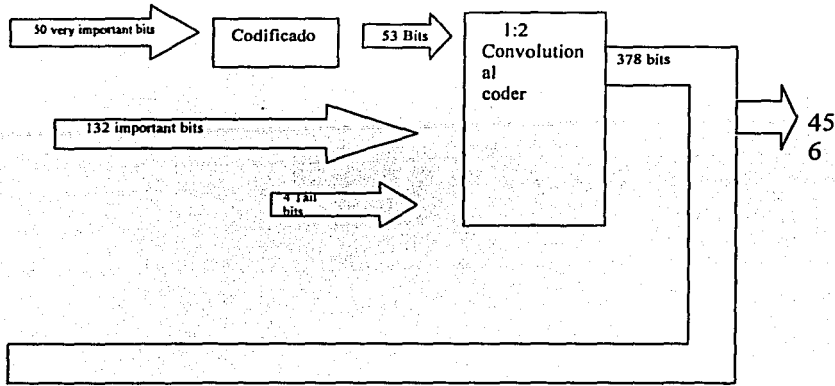 50 very important bits
Codificado
53 Bits
1:2
Convolution
al
coder
378 bits
45
6
132 important bits
4 Tail
bits